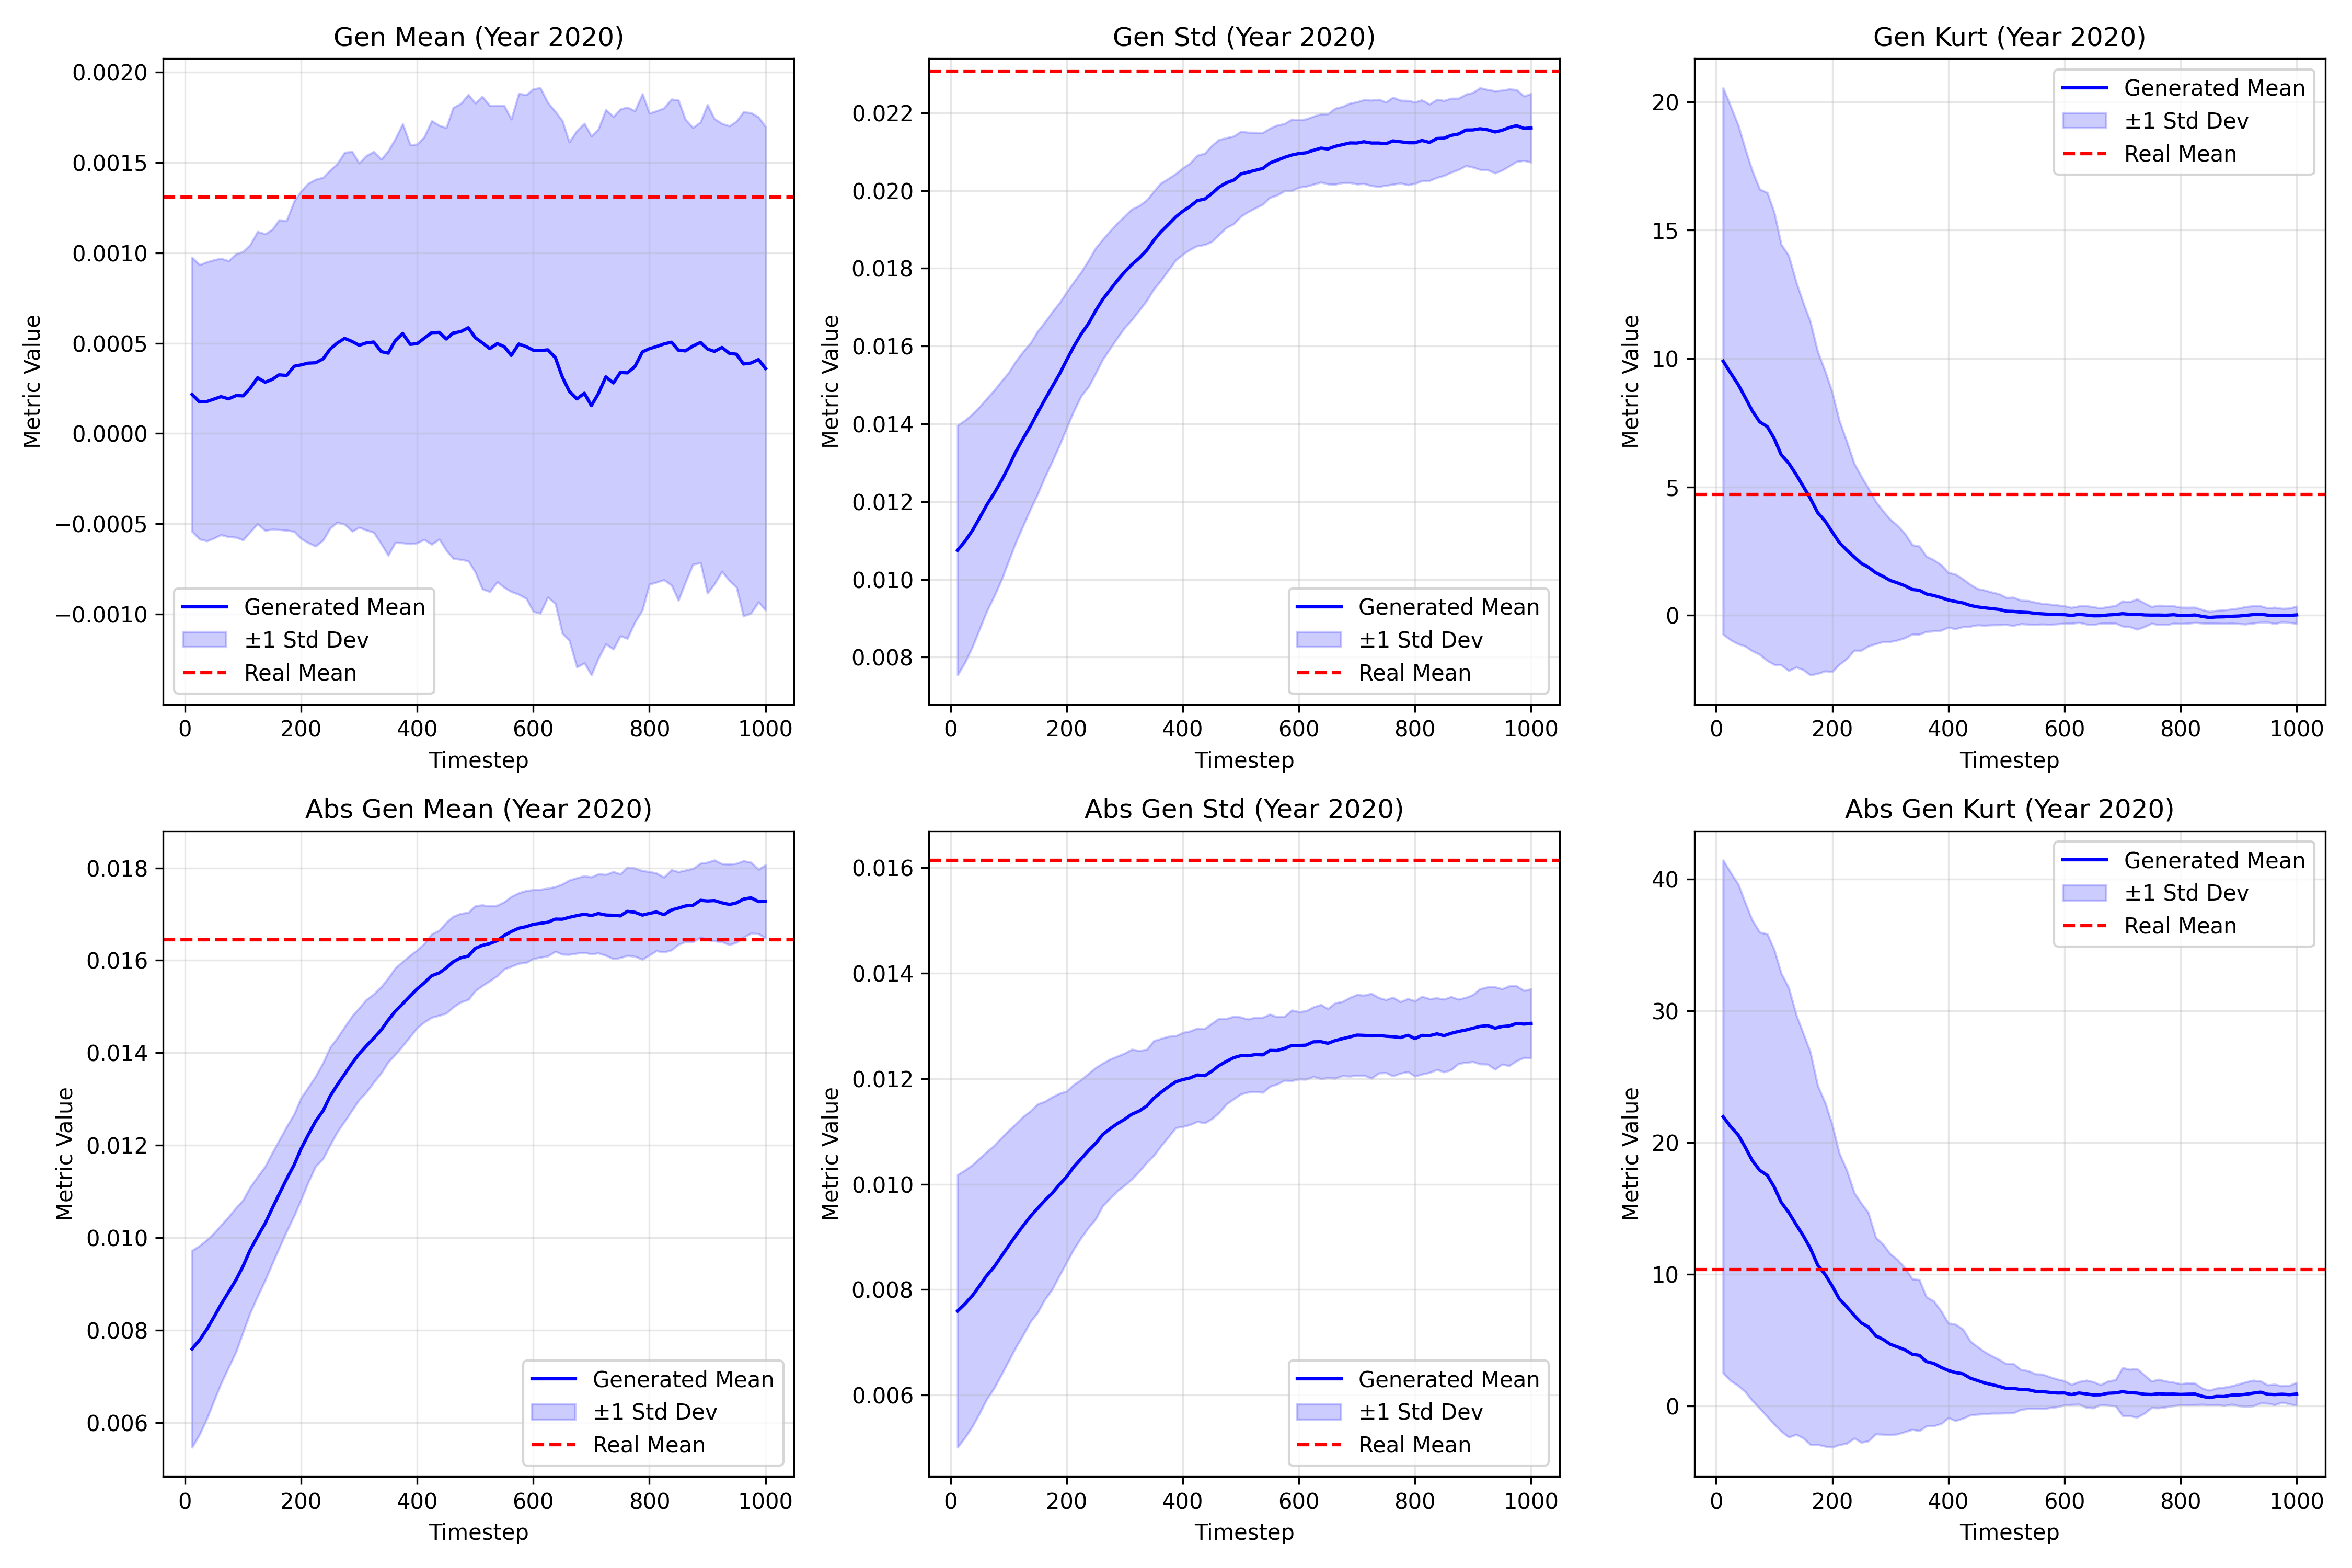 Gen Mean (Year 2020)
Metric Value
0.0020
0.0015
0.0010
0.0005
0.0000
−0.0005
−0.0010
Generated Mean
±1 Std Dev
Real Mean
0 200 400 600 800 1000
Timestep
Gen Std (Year 2020)
Metric Value
0.022
0.020
0.018
0.016
0.014
0.012
0.010
0.008
Generated Mean
±1 Std Dev
Real Mean
0 200 400 600 800 1000
Timestep
Gen Kurt (Year 2020)
Metric Value
20
15
10
5
0
Generated Mean
±1 Std Dev
Real Mean
0 200 400 600 800 1000
Timestep
Abs Gen Mean (Year 2020)
Metric Value
0.018
0.016
0.014
0.012
0.010
0.008
0.006
Generated Mean
±1 Std Dev
Real Mean
0 200 400 600 800 1000
Timestep
Abs Gen Std (Year 2020)
Metric Value
0.016
0.014
0.012
0.010
0.008
0.006
Generated Mean
±1 Std Dev
Real Mean
0 200 400 600 800 1000
Timestep
Abs Gen Kurt (Year 2020)
Metric Value
40
30
20
10
0
Generated Mean
±1 Std Dev
Real Mean
0 200 400 600 800 1000
Timestep